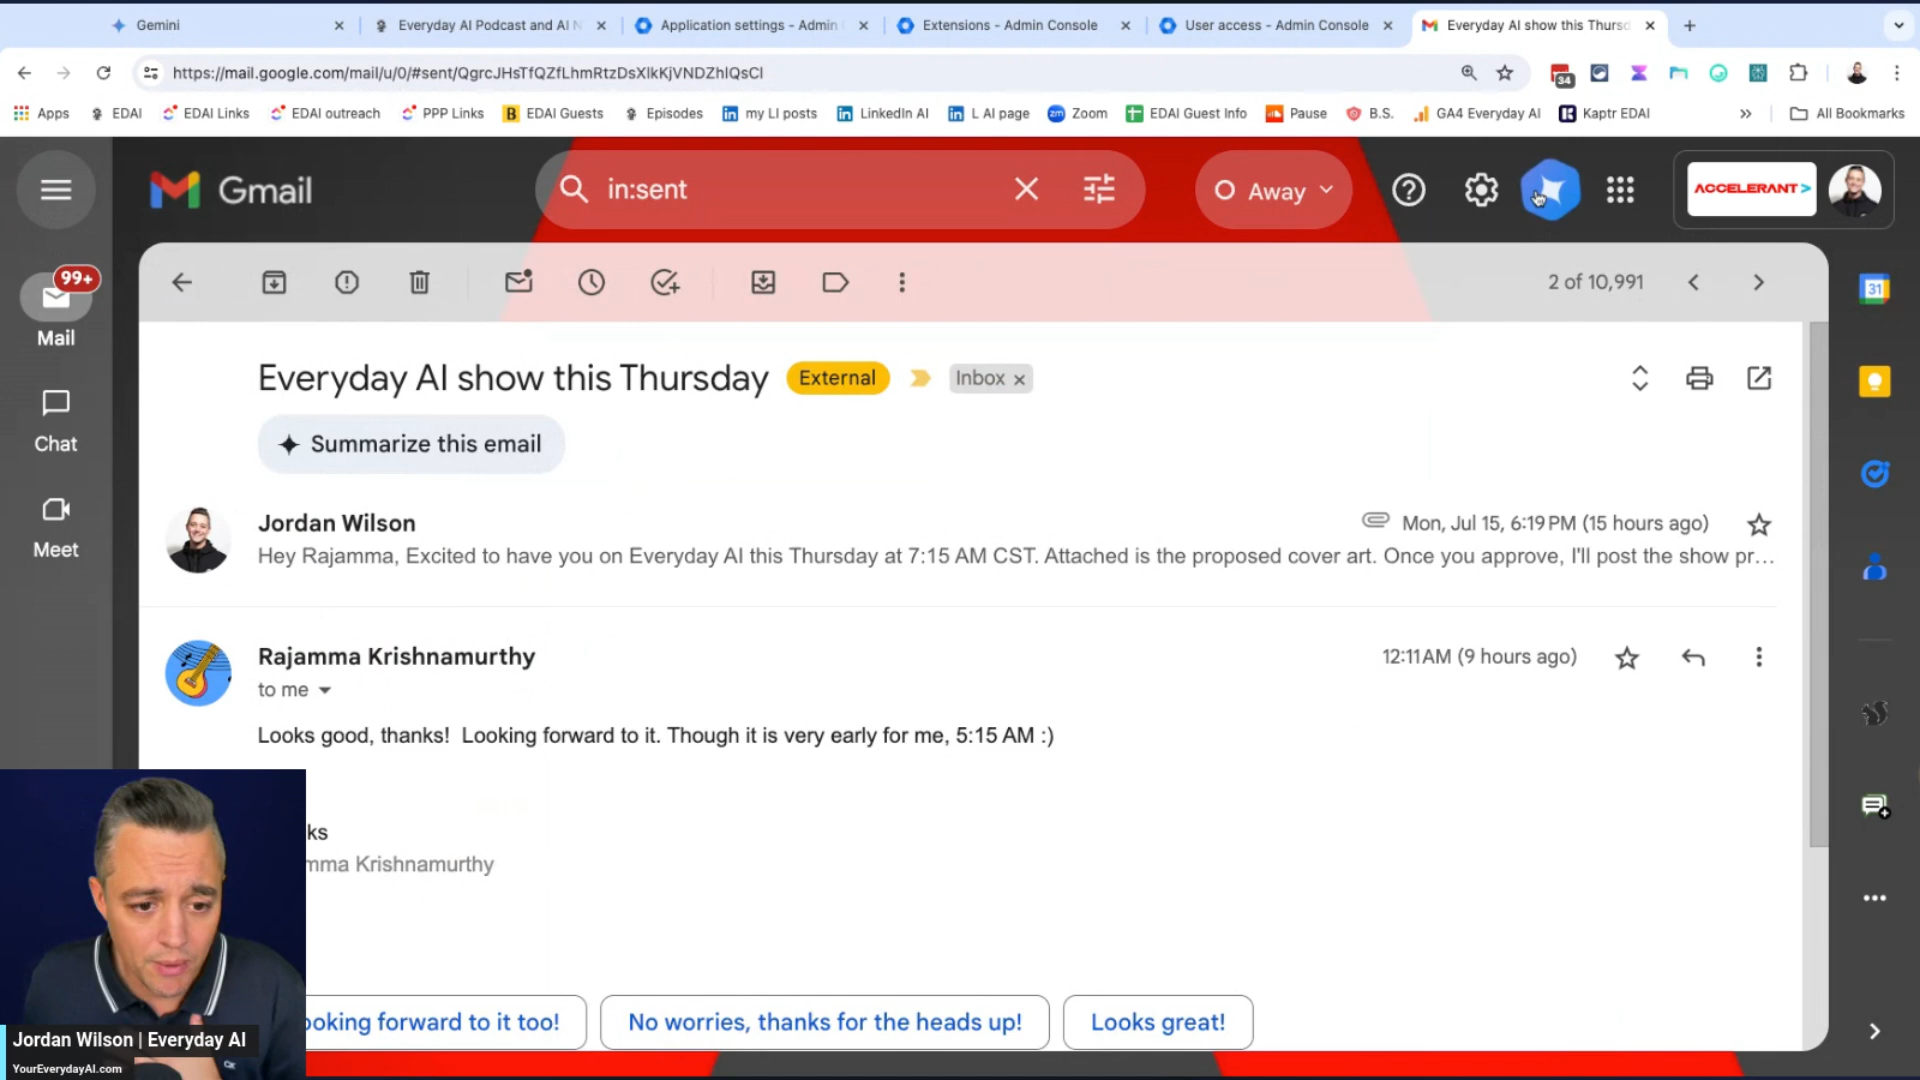 Gemini
Everyday AI Podcast and AI N
Application settings - Admin
Extensions - Admin Console
User access - Admin Console
Everyday AI show this Thursd
https://mail.google.com/mail/u/0/#sent/QgrcJHsTfQZfLhmRtzDsXlkKjVNDZhlQsCl
34
Apps
EDAI
EDAI Links
EDAI outreach
PPP Links
B EDAI Guests
Episodes
in my LI posts
in LinkedIn AI
in L AI page
zm Zoom
EDAI Guest Info
Pause
B.S.
GA4 Everyday AI
Kaptr EDAI
All Bookmarks
Gmail
in:sent
Away
ACCELERANT>
99+
Mail
Chat
Meet
2 of 10,991
31
Everyday AI show this Thursday
External
Inbox
Summarize this email
Jordan Wilson
Mon, Jul 15, 6:19 PM (15 hours ago)
Hey Rajamma, Excited to have you on Everyday AI this Thursday at 7:15 AM CST. Attached is the proposed cover art. Once you approve, I'll post the show pr...
Rajamma Krishnamurthy
12:11 AM (9 hours ago)
to me
Looks good, thanks!  Looking forward to it. Though it is very early for me, 5:15 AM :)
ks
mma Krishnamurthy
ooking forward to it too!
No worries, thanks for the heads up!
Looks great!
Jordan Wilson | Everyday AI
YourEverydayAI.com